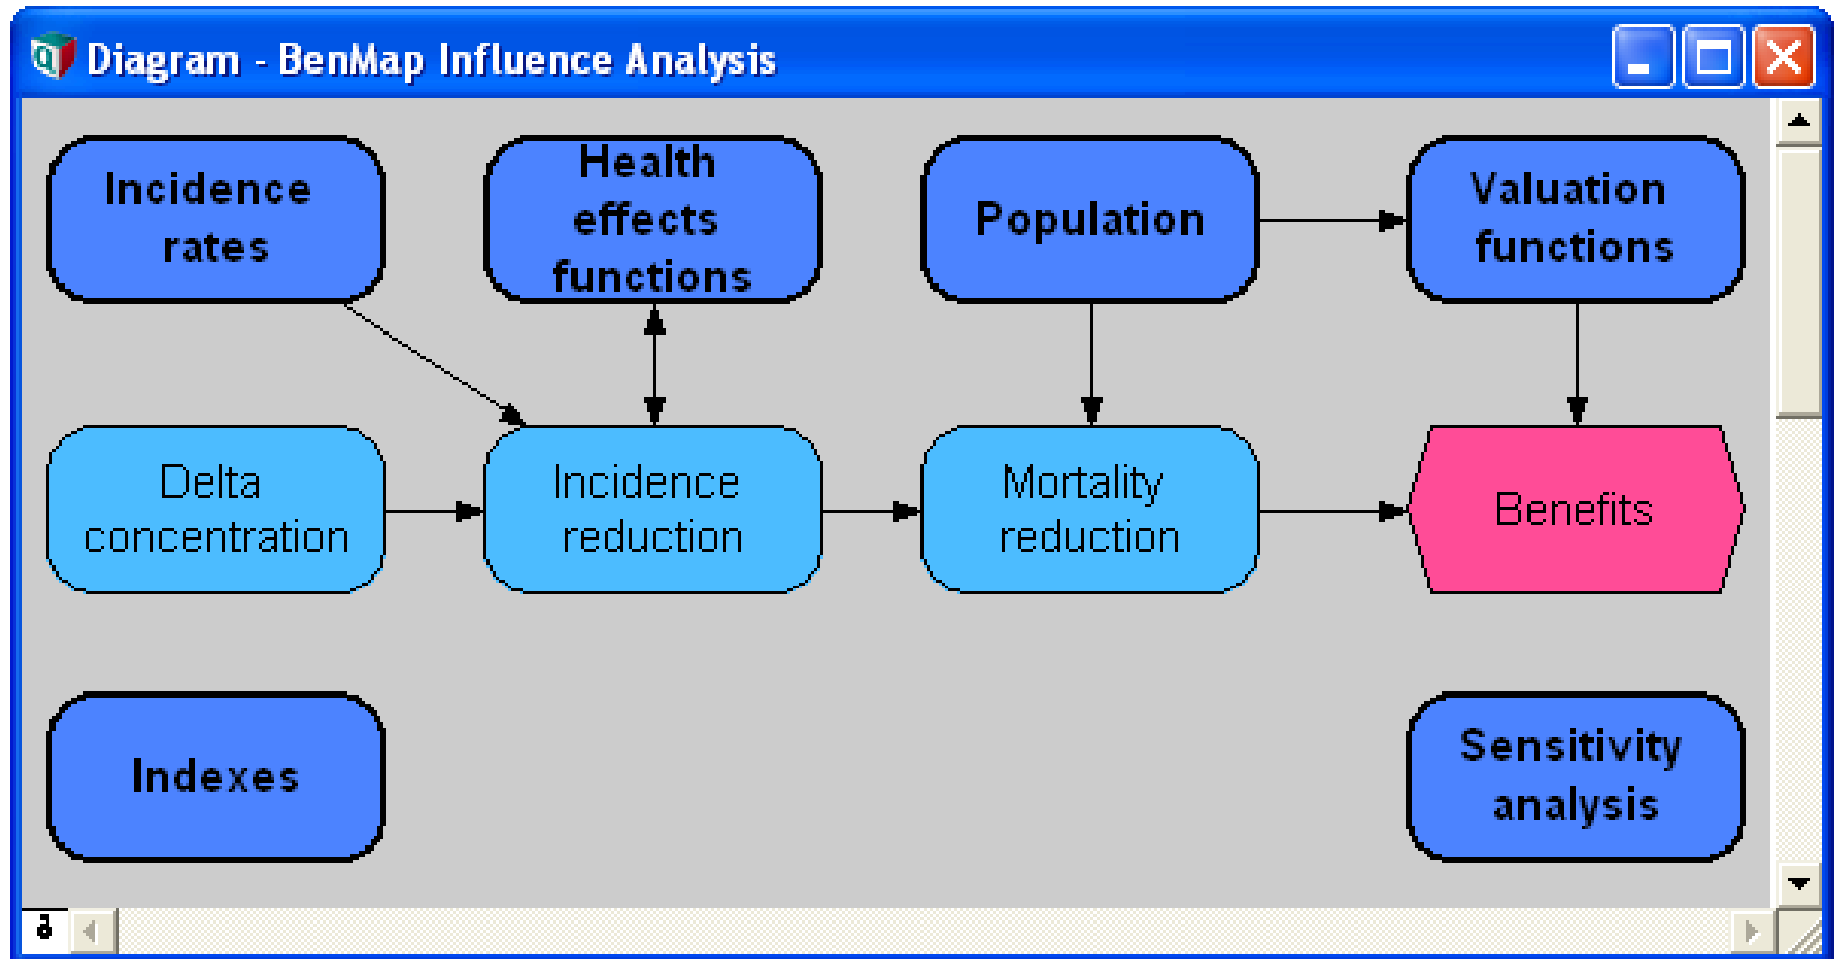 Diagram - BenMap Influence Analysis
Incidence
rates
Health
effects
functions
Population
Valuation
functions
Delta
concentration
Incidence
reduction
Mortality
reduction
Benefits
Indexes
Sensitivity
analysis